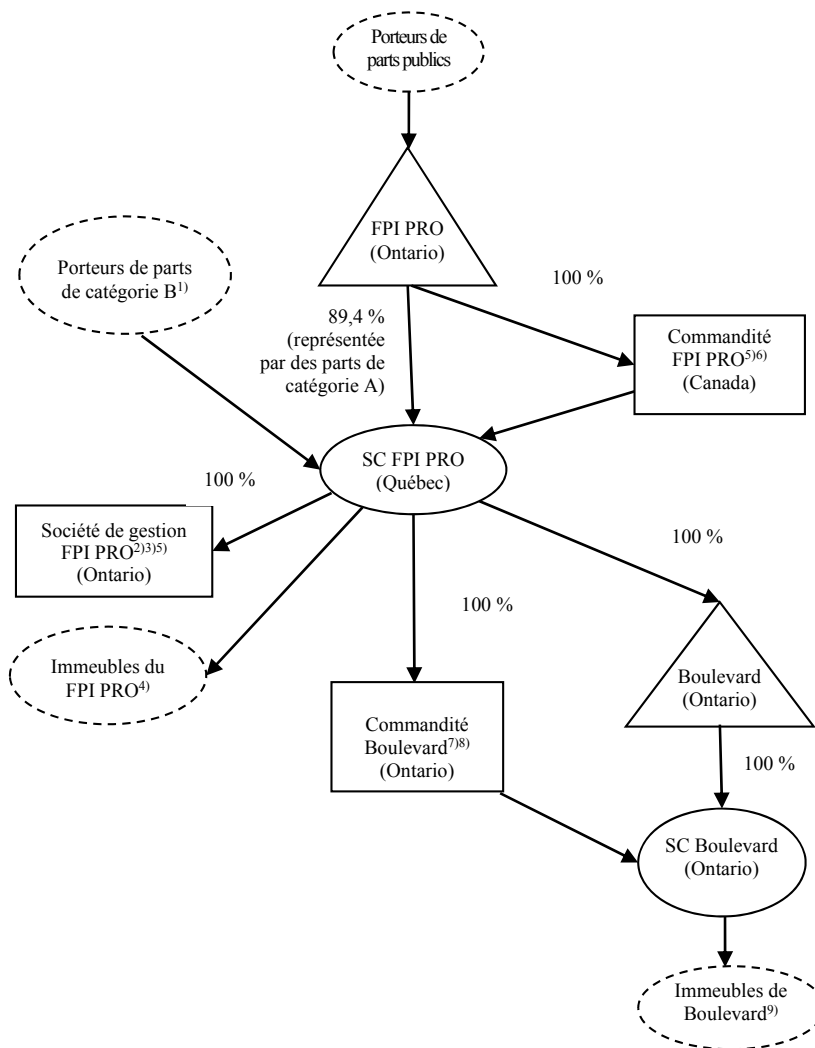 Porteurs de
parts publics
FPI PRO
(Ontario)
Porteurs de parts
de catégorie B1)
100 %
89,4 %
(représentée
par des parts de
catégorie A)
Commandité
FPI PRO5)6)
(Canada)
SC FPI PRO
(Québec)
100 %
Société de gestion
FPI PRO2)3)5)
(Ontario)
100 %
100 %
Immeubles du
FPI PRO4)
Boulevard
(Ontario)
Commandité
Boulevard7)8)
(Ontario)
100 %
SC Boulevard
(Ontario)
Immeubles de
Boulevard9)